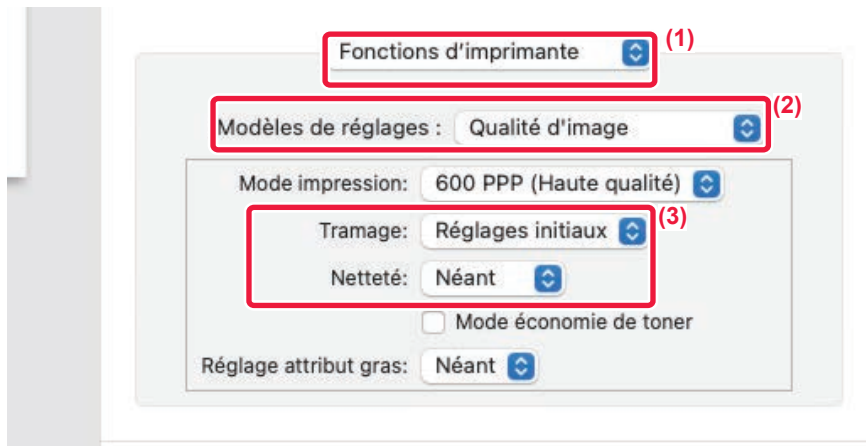 Fonctions d'imprimante (1)
Modèles de réglages : Qualité d'image (2)
Mode impression: 600 PPP (Haute qualité)
Tramage: Réglages initiaux (3)
Netteté: Néant
Mode économie de toner
Réglage attribut gras: Néant